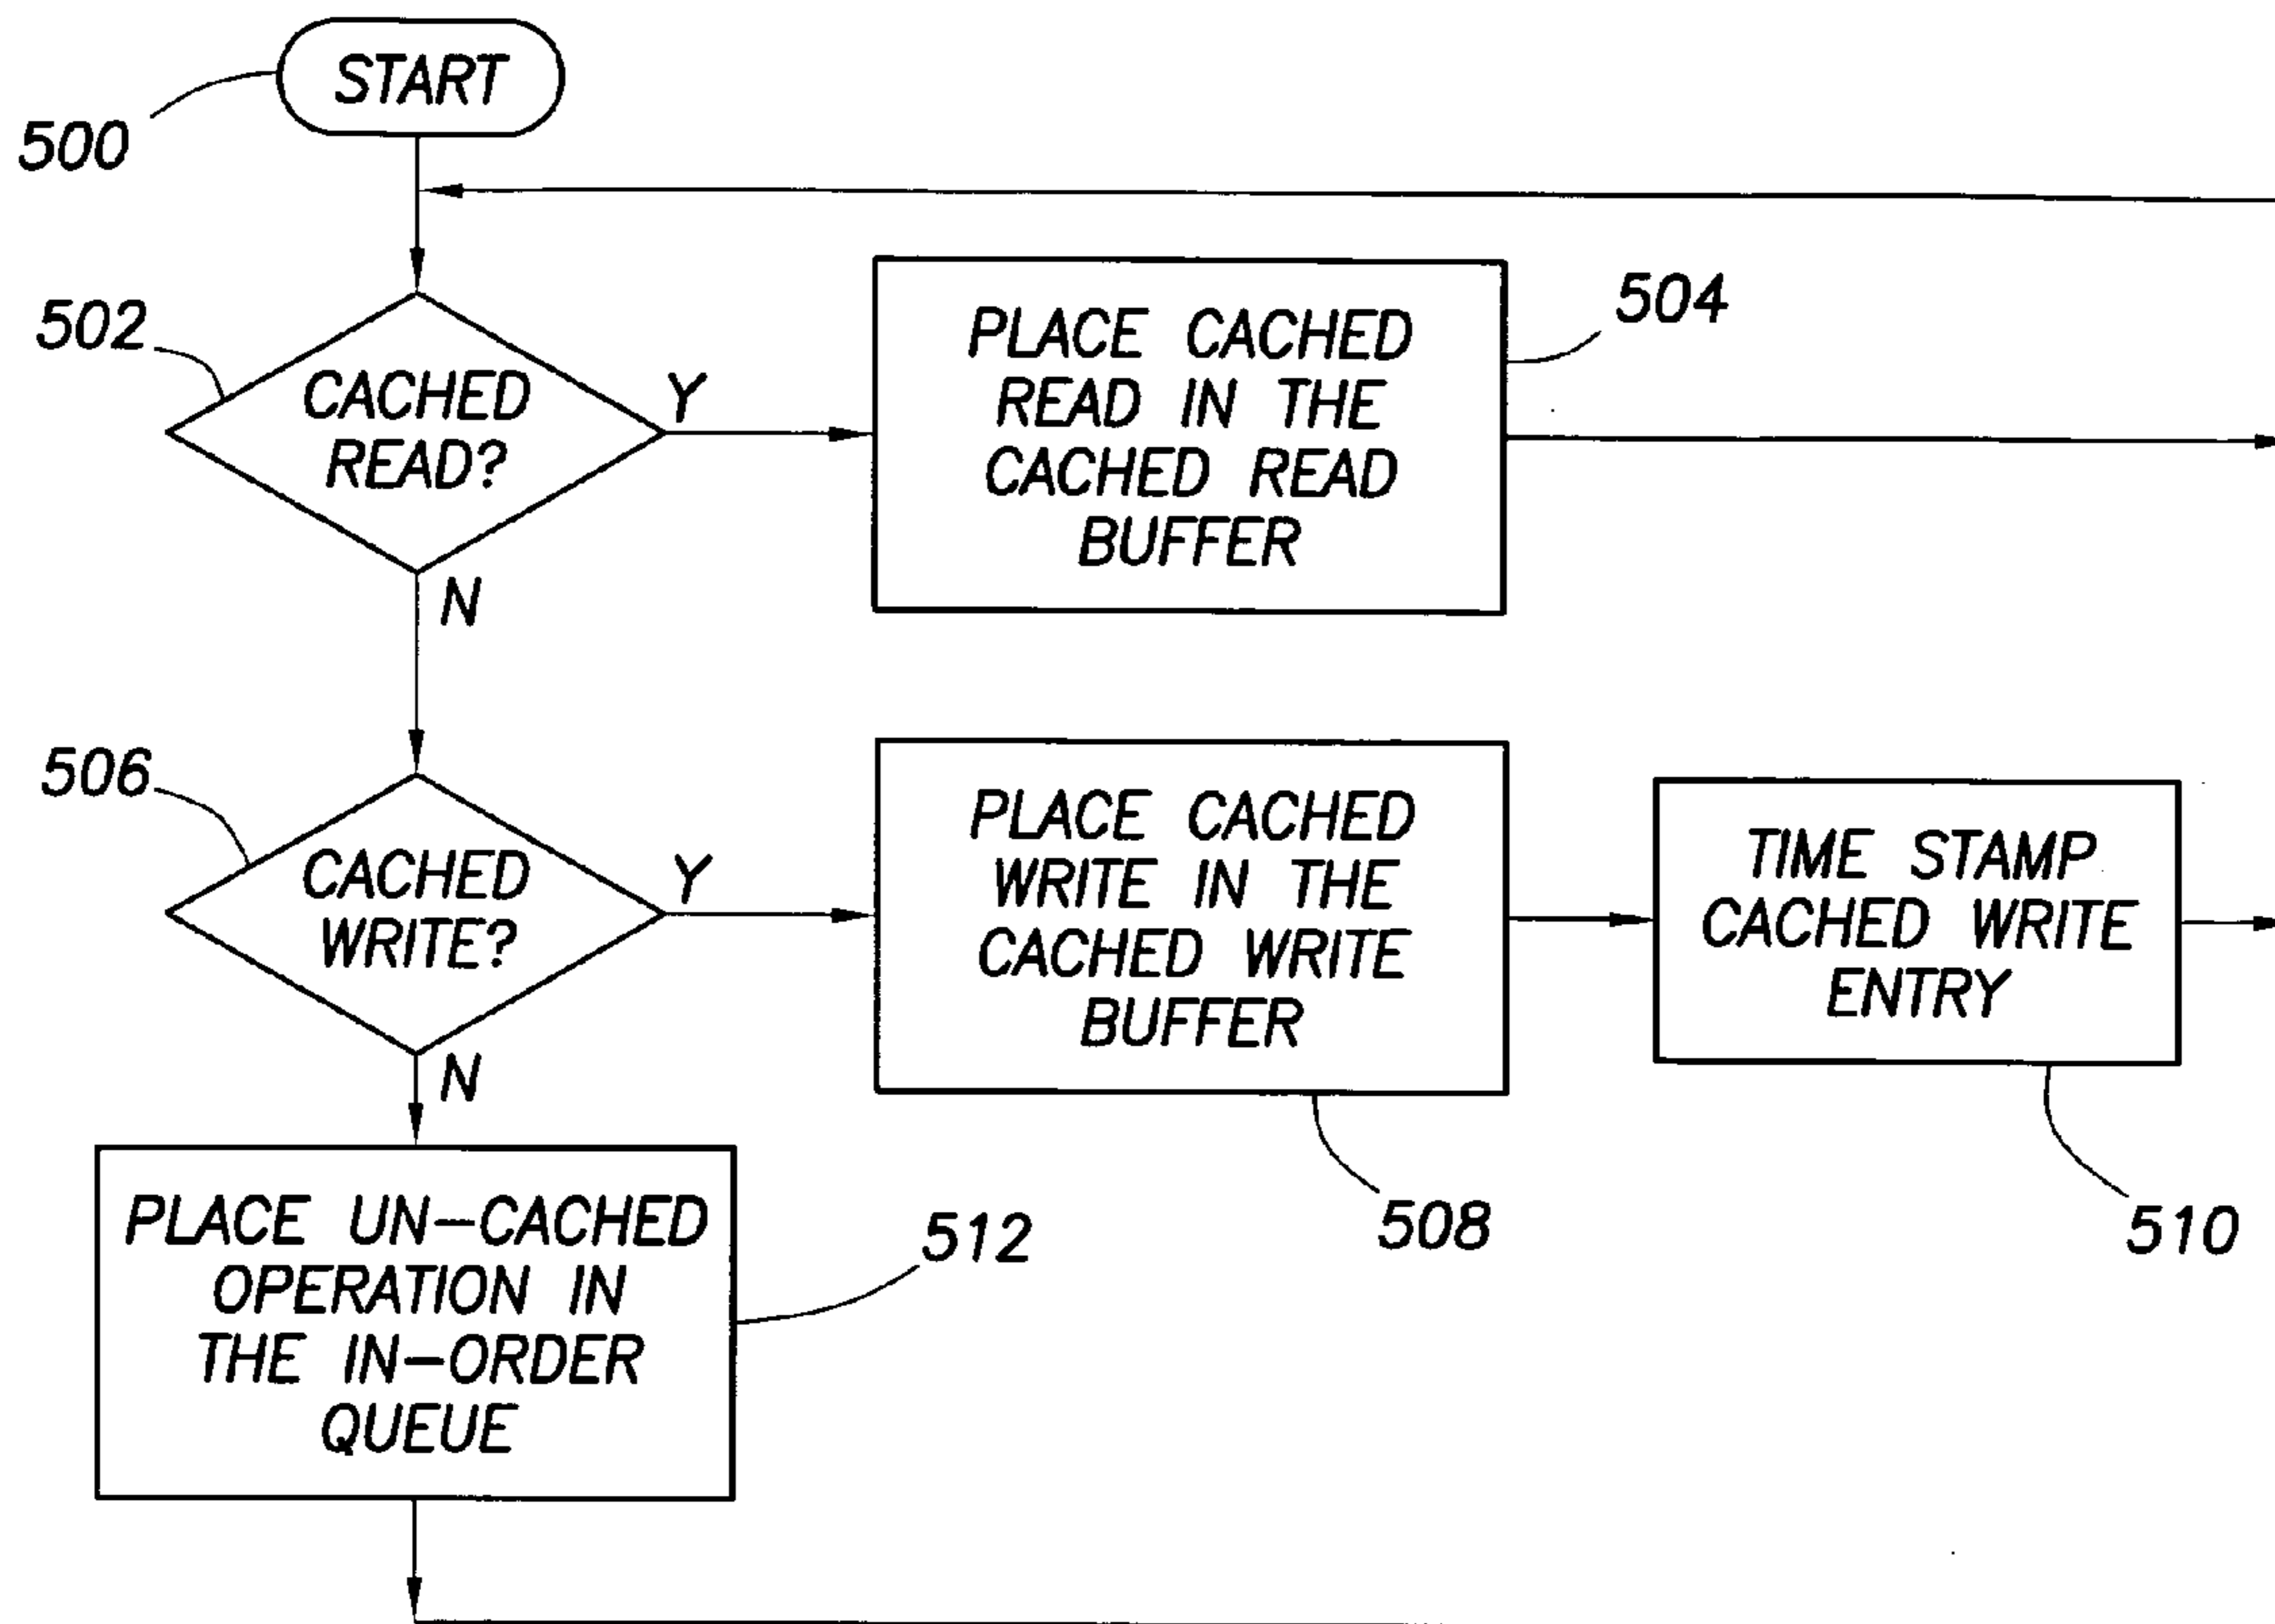 START
500
502
CACHED
READ?
Y
N
PLACE CACHED
READ IN THE
CACHED READ
BUFFER
504
506
CACHED
WRITE?
Y
N
PLACE CACHED
WRITE IN THE
CACHED WRITE
BUFFER
508
TIME STAMP
CACHED WRITE
ENTRY
510
PLACE UN-CACHED
OPERATION IN
THE IN-ORDER
QUEUE
512